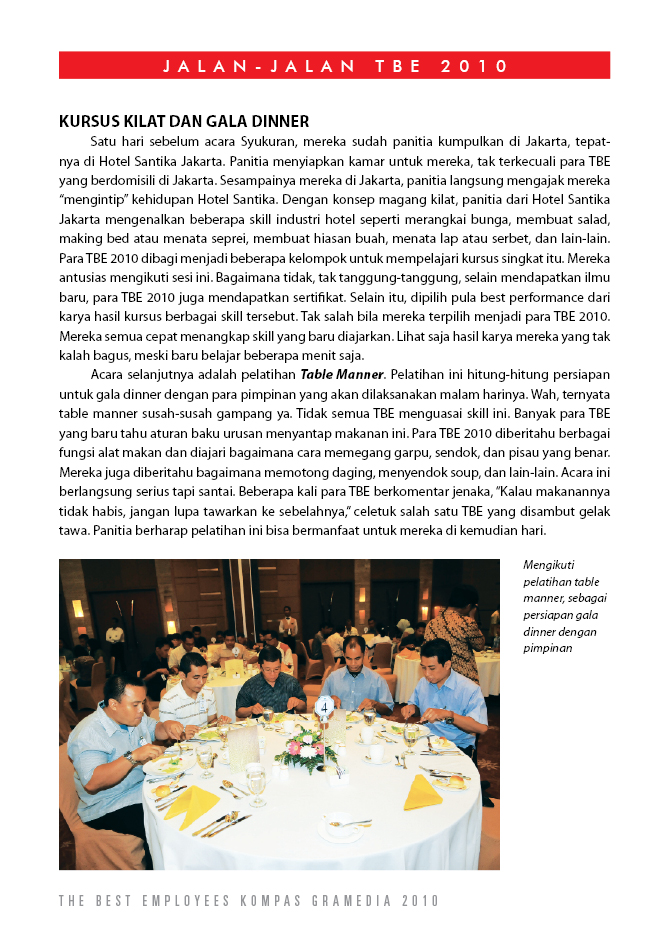 JALAN-JALAN TBE 2010
KURSUS KILAT DAN GALA DINNER
Satu hari sebelum acara Syukuran, mereka sudah panitia kumpulkan di Jakarta, tepat-
nya di Hotel Santika Jakarta. Panitia menyiapkan kamar untuk mereka, tak terkecuali para TBE
yang berdomisili di Jakarta. Sesampainya mereka di Jakarta, panitia langsung mengajak mereka
“mengintip” kehidupan Hotel Santika. Dengan konsep magang kilat, panitia dari Hotel Santika
Jakarta mengenalkan beberapa skill industri hotel seperti merangkai bunga, membuat salad,
making bed atau menata seprei, membuat hiasan buah, menata lap atau serbet, dan lain-lain.
Para TBE 2010 dibagi menjadi beberapa kelompok untuk mempelajari kursus singkat itu. Mereka
antusias mengikuti sesi ini. Bagaimana tidak, tak tanggung-tanggung, selain mendapatkan ilmu
baru, para TBE 2010 juga mendapatkan sertifikat. Selain itu, dipilih pula best performance dari
karya hasil kursus berbagai skill tersebut. Tak salah bila mereka terpilih menjadi para TBE 2010.
Mereka semua cepat menangkap skill yang baru diajarkan. Lihat saja hasil karya mereka yang tak
kalah bagus, meski baru belajar beberapa menit saja.
Acara selanjutnya adalah pelatihan Table Manner. Pelatihan ini hitung-hitung persiapan
untuk gala dinner dengan para pimpinan yang akan dilaksanakan malam harinya. Wah, ternyata
table manner susah-susah gampang ya. Tidak semua TBE menguasai skill ini. Banyak para TBE
yang baru tahu aturan baku urusan menyantap makanan ini. Para TBE 2010 diberitahu berbagai
fungsi alat makan dan diajari bagaimana cara memegang garpu, sendok, dan pisau yang benar.
Mereka juga diberitahu bagaimana memotong daging, menyendok soup, dan lain-lain. Acara ini
berlangsung serius tapi santai. Beberapa kali para TBE berkomentar jenaka, “Kalau makanannya
tidak habis, jangan lupa tawarkan ke sebelahnya,” celetuk salah satu TBE yang disambut gelak
tawa. Panitia berharap pelatihan ini bisa bermanfaat untuk mereka di kemudian hari.
Mengikuti
pelatihan table
manner, sebagai
persiapan gala
dinner dengan
pimpinan
4
THE BEST EMPLOYEES KOMPAS GRAMEDIA 2010